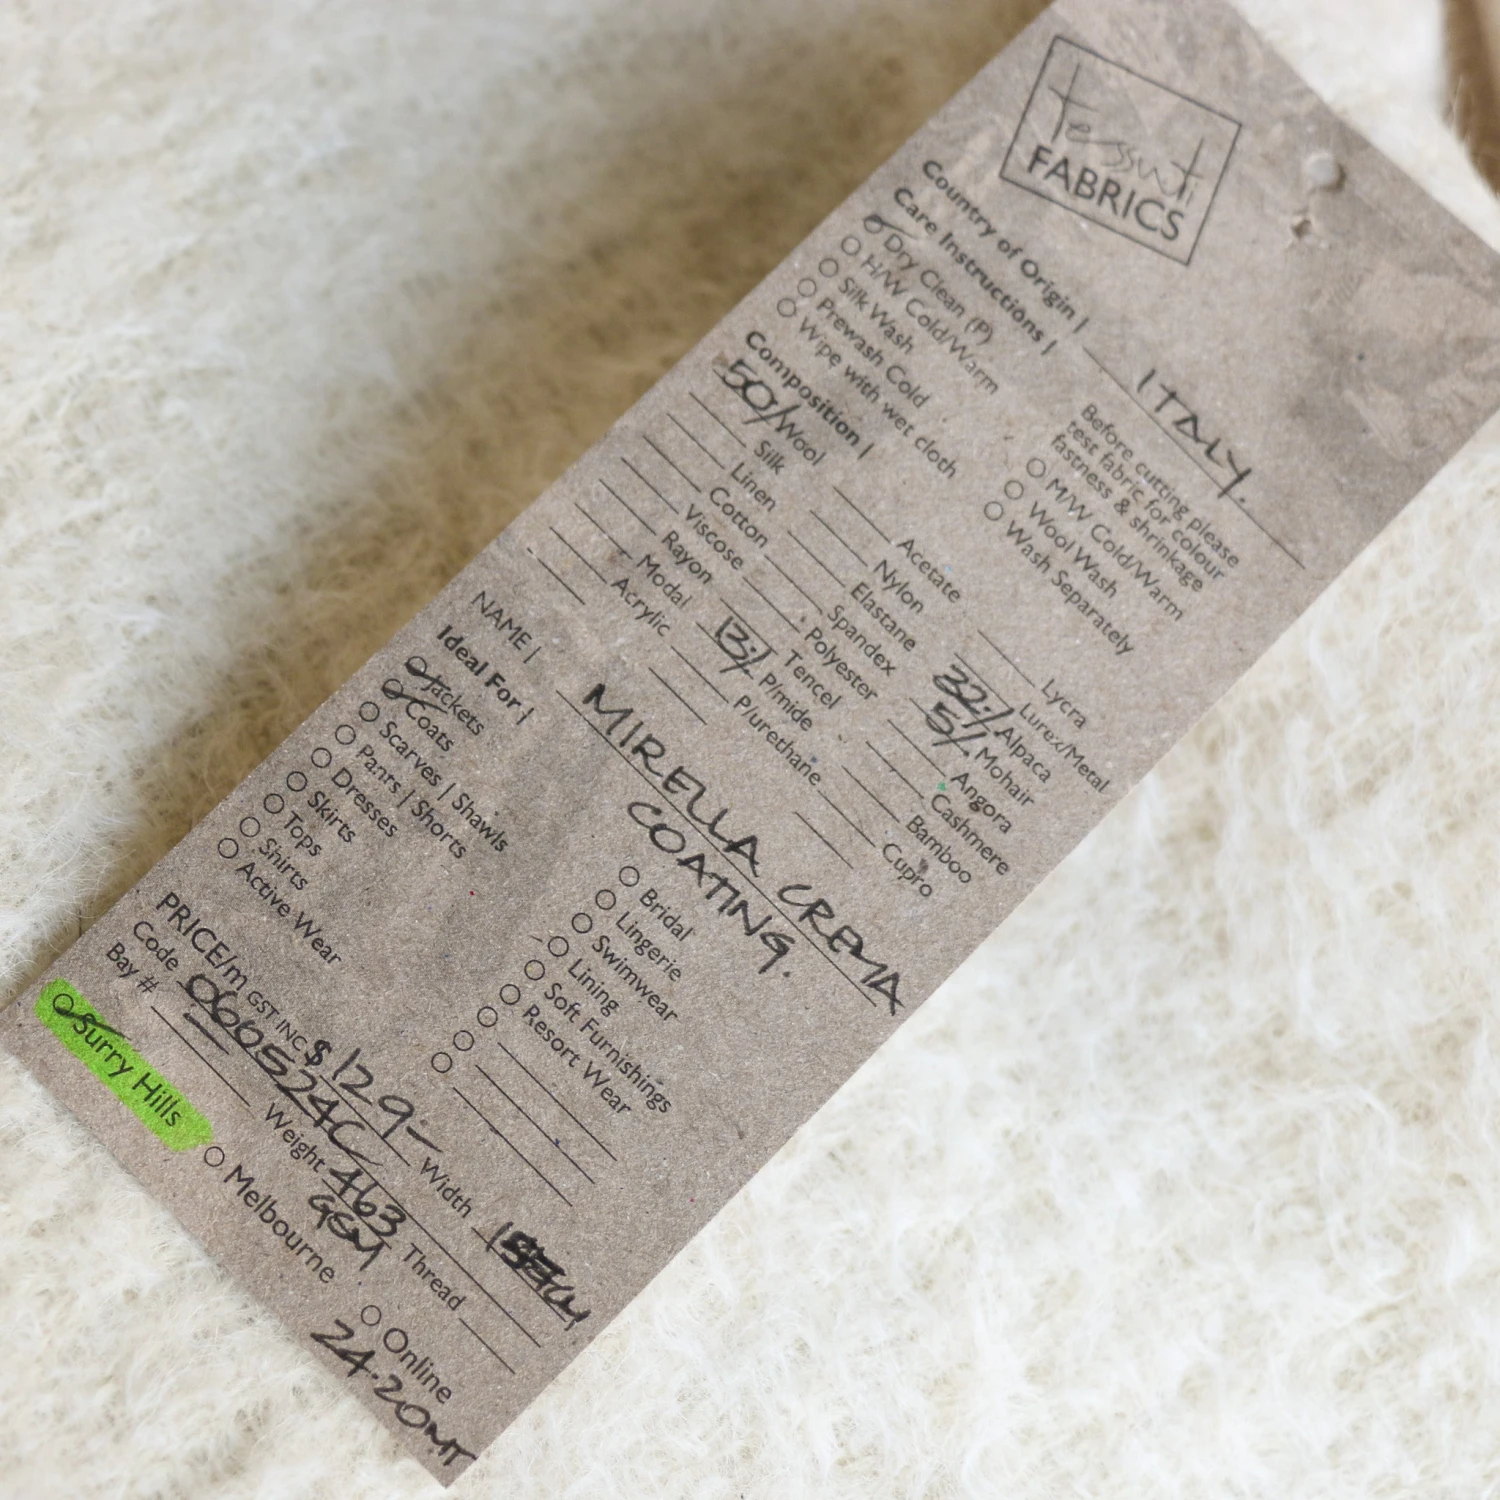 tessuti
FABRICS
Country of Origin | ITALY.
Care Instructions |
Dry Clean (P)
H/W Cold/Warm
Silk Wash
Prewash Cold
Wipe with wet cloth
Before cutting please
test fabric for colour
fastness & shrinkage
M/W Cold/Warm
Wool Wash
Wash Separately
Composition |
50% Wool
Silk
Linen
Cotton
Viscose
Rayon
Modal
Acrylic
Acetate
Nylon
Elastane
Spandex
Polyester
Tencel
13% P/mide
P/urethane
Lycra
Lurex/Metal
32% Alpaca
5% Mohair
Angora
Cashmere
Bamboo
Cupro
NAME | MIRELLA CREMA
COATING.
Ideal For |
Jackets
Coats
Scarves | Shawls
Pants | Shorts
Dresses
Skirts
Tops
Shirts
Active Wear
Bridal
Lingerie
Swimwear
Lining
Soft Furnishings
Resort Wear
PRICE/m GST INC $129- Width
Code 0600524C Weight 463 GSM Thread
Bay #
Surry Hills
Melbourne
Online
24.20MT